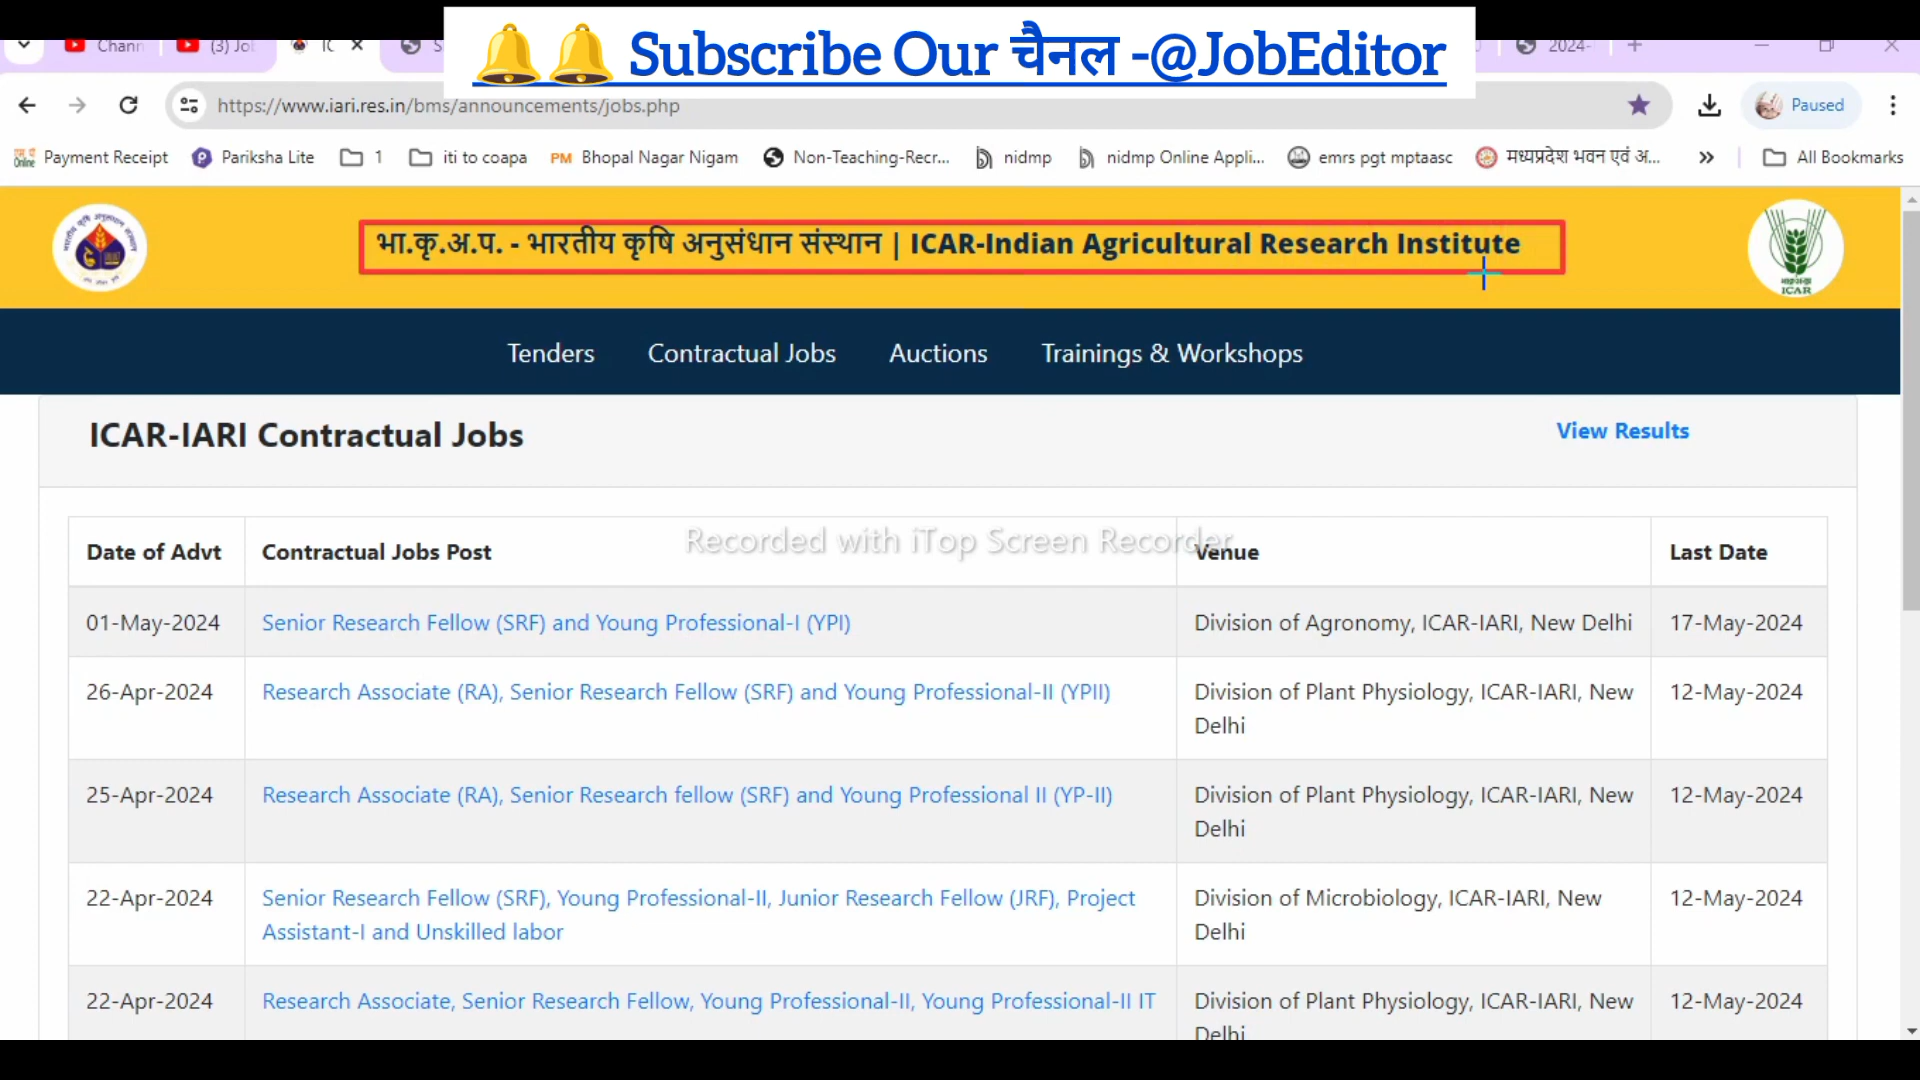 🔔🔔 Subscribe Our चैनल -@JobEditor
Chann
(3) Jo
IC
2024-
https://www.iari.res.in/bms/announcements/jobs.php
Paused
Payment Receipt
Pariksha Lite
1
iti to coapa
PM Bhopal Nagar Nigam
Non-Teaching-Recr...
nidmp
nidmp Online Appli...
emrs pgt mptaasc
मध्यप्रदेश भवन एवं अ...
All Bookmarks
भा.कृ.अ.प. - भारतीय कृषि अनुसंधान संस्थान | ICAR-Indian Agricultural Research Institute
ICAR
Tenders
Contractual Jobs
Auctions
Trainings & Workshops
ICAR-IARI Contractual Jobs
View Results
Recorded with iTop Screen Recorder
Date of Advt
Contractual Jobs Post
Venue
Last Date
01-May-2024
Senior Research Fellow (SRF) and Young Professional-I (YPI)
Division of Agronomy, ICAR-IARI, New Delhi
17-May-2024
26-Apr-2024
Research Associate (RA), Senior Research Fellow (SRF) and Young Professional-II (YPII)
Division of Plant Physiology, ICAR-IARI, New
Delhi
12-May-2024
25-Apr-2024
Research Associate (RA), Senior Research fellow (SRF) and Young Professional II (YP-II)
Division of Plant Physiology, ICAR-IARI, New
Delhi
12-May-2024
22-Apr-2024
Senior Research Fellow (SRF), Young Professional-II, Junior Research Fellow (JRF), Project
Assistant-I and Unskilled labor
Division of Microbiology, ICAR-IARI, New
Delhi
12-May-2024
22-Apr-2024
Research Associate, Senior Research Fellow, Young Professional-II, Young Professional-II IT
Division of Plant Physiology, ICAR-IARI, New
Delhi
12-May-2024